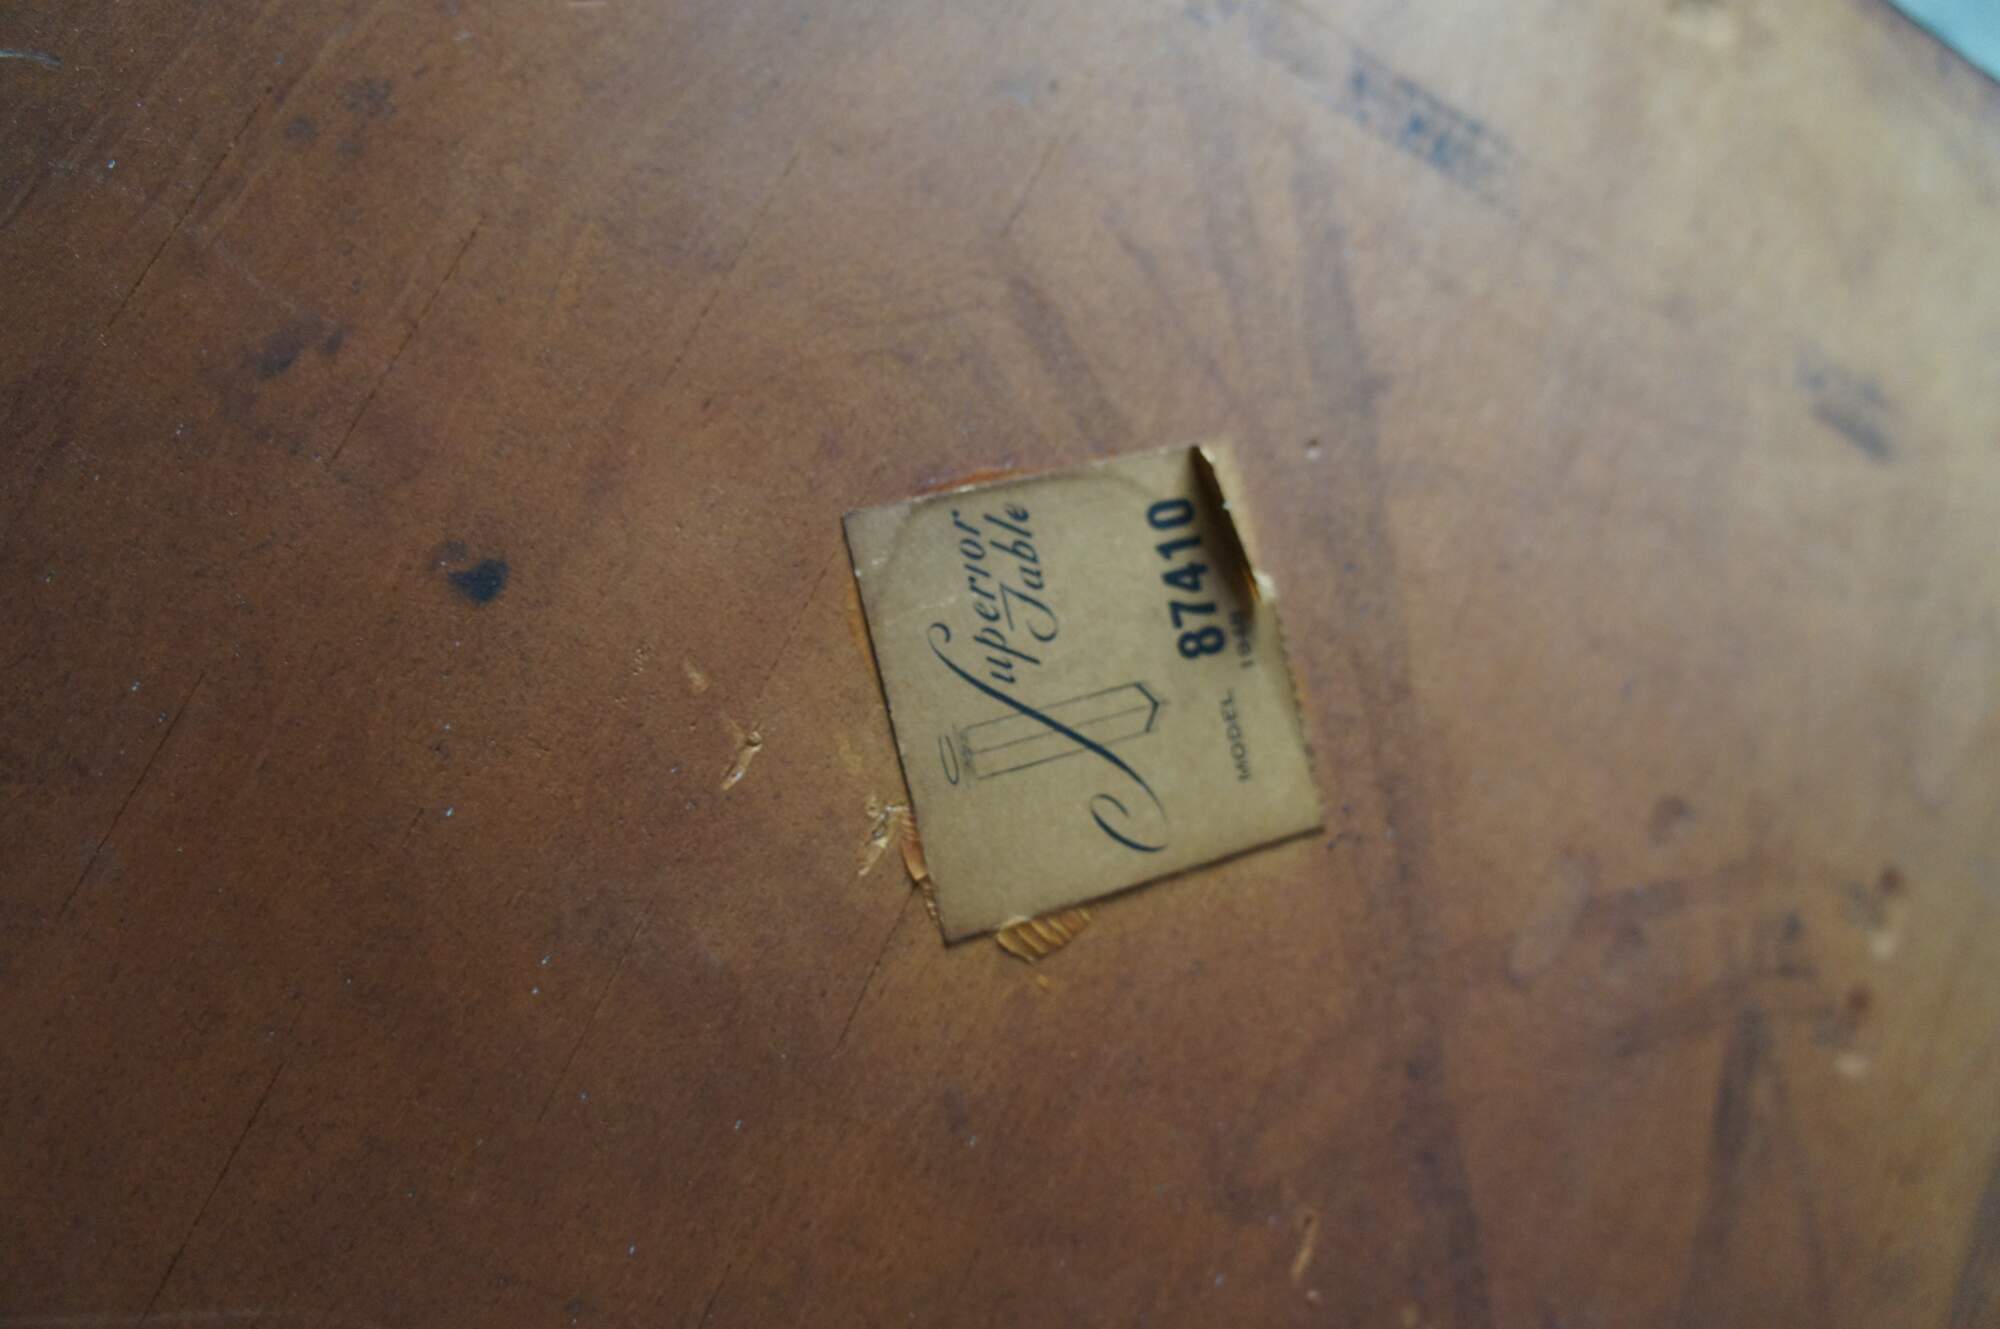 Superior
Table
87410
MODEL